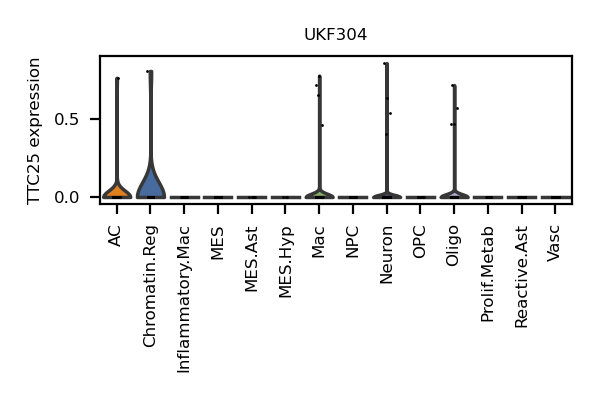 UKF304
TTC25 expression
0.5
0.0
AC
Chromatin.Reg
Inflammatory.Mac
MES
MES.Ast
MES.Hyp
Mac
NPC
Neuron
OPC
Oligo
Prolif.Metab
Reactive.Ast
Vasc